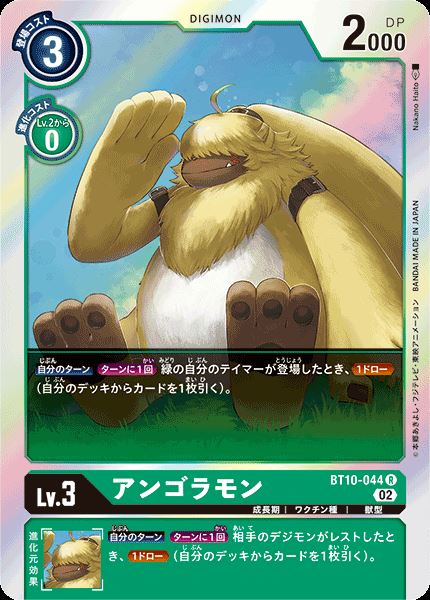 登場コスト
3
DIGIMON
DP
2000
進化コスト
Lv.2から
0
Nakano Haito
BANDAI MADE IN JAPAN
© 本郷あきよし・フジテレビ・東映アニメーション
自分のターン ターンに1回 緑の自分のテイマーが登場したとき、1ドロー
(自分のデッキからカードを1枚引く)。
BT10-044 R
02
Lv.3
アンゴラモン
成長期 | ワクチン種 | 獣型
進化元効果
自分のターン ターンに1回 相手のデジモンがレストしたと
き、1ドロー (自分のデッキからカードを1枚引く)。